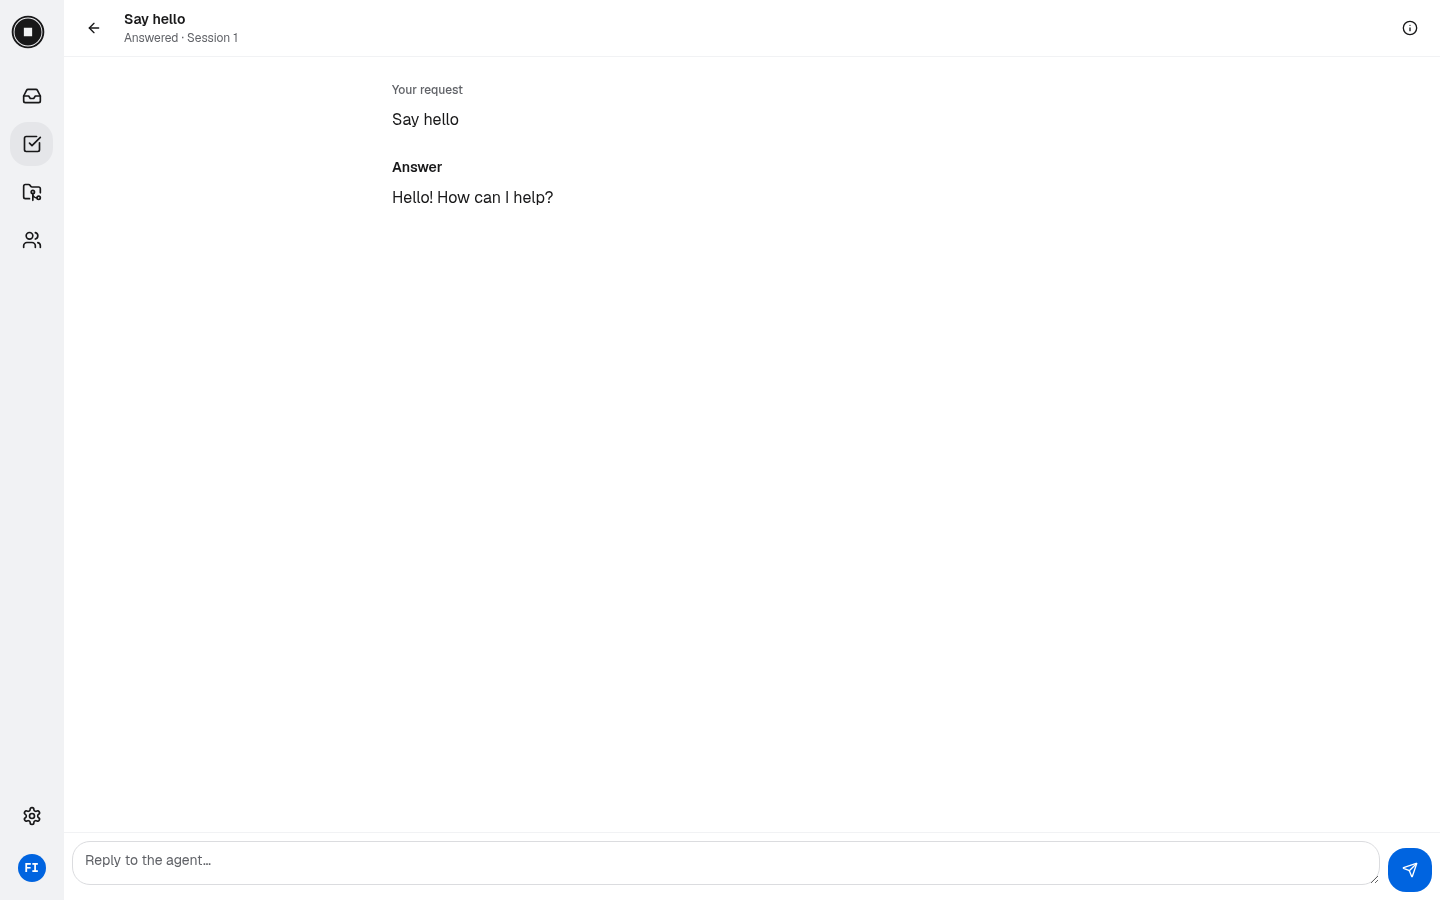 Say hello
Answered · Session 1
Your request
Say hello
Answer
Hello! How can I help?
Reply to the agent...
FI